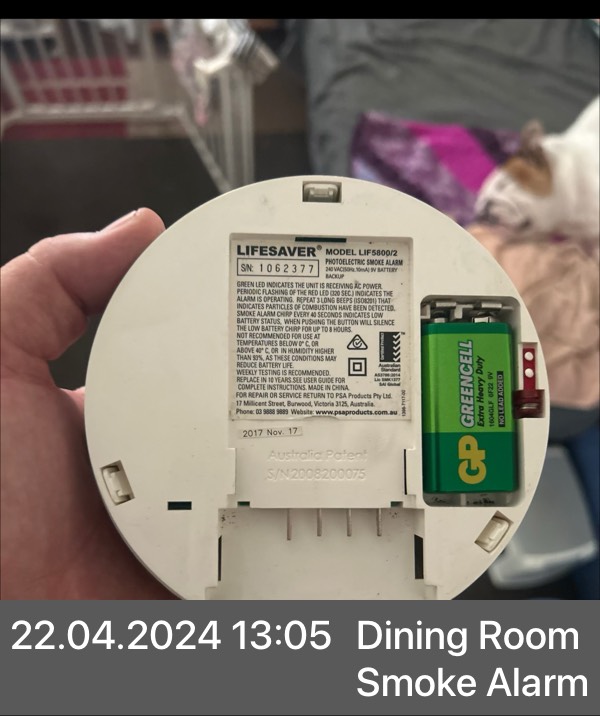 LIFESAVER® MODEL LIF5800/2
S/N: 1062377
PHOTOELECTRIC SMOKE ALARM
240 VAC(50Hz,10mA) 9V BATTERY
BACKUP
GREEN LED INDICATES THE UNIT IS RECEIVING AC POWER.
PERIODIC FLASHING OF THE RED LED (320 SEC.) INDICATES THE
ALARM IS OPERATING. REPEAT 3 LONG BEEPS (ISO8201) THAT
INDICATES PARTICLES OF COMBUSTION HAVE BEEN DETECTED.
SMOKE ALARM CHIRP EVERY 40 SECONDS INDICATES LOW
BATTERY STATUS, WHEN PUSHING THE BUTTON WILL SILENCE
THE LOW BATTERY CHIRP FOR UP TO 8 HOURS.
NOT RECOMMENDED FOR USE AT
TEMPERATURES BELOW 0° C, OR
ABOVE 40° C, OR IN HUMIDITY HIGHER
THAN 93%, AS THESE CONDITIONS MAY
REDUCE BATTERY LIFE.
WEEKLY TESTING IS RECOMMENDED.
REPLACE IN 10 YEARS.SEE USER GUIDE FOR
COMPLETE INSTRUCTIONS. MADE IN CHINA.
Australian
Standard
AS3786:2014
Lic SMK1377
SAI Global
FOR REPAIR OR SERVICE RETURN TO PSA Products Pty Ltd.
17 Millicent Street, Burwood, Victoria 3125, Australia.
Phone: 03 9888 9889 Website: www.psaproducts.com.au
2017 Nov. 17
Australia Patent
S/N2008200075
GP GREENCELL
Extra Heavy Duty
1604GLF 6F22 9V
NO LEAD ADDED
22.04.2024 13:05 Dining Room
Smoke Alarm